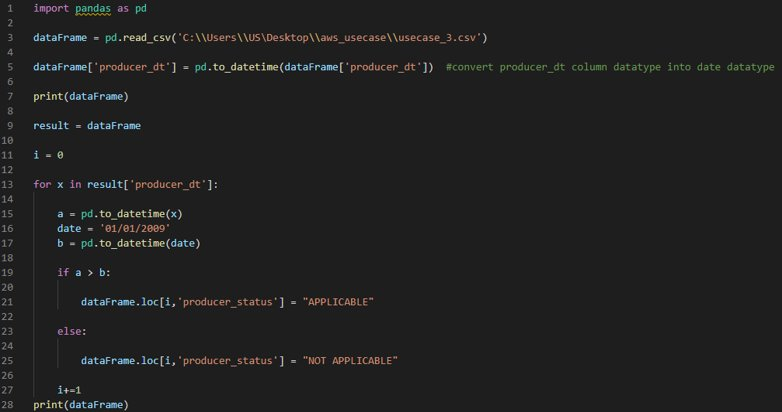 1 import pandas as pd
2
3 dataFrame = pd.read_csv('C:\\Users\\US\Desktop\\aws_usecase\\usecase_3.csv')
4
5 dataFrame['producer_dt'] = pd.to_datetime(dataFrame['producer_dt'])  #convert producer_dt column datatype into date datatype
6
7 print(dataFrame)
8
9 result = dataFrame
10
11 i = 0
12
13 for x in result['producer_dt']:
14
15     a = pd.to_datetime(x)
16     date = '01/01/2009'
17     b = pd.to_datetime(date)
18
19     if a > b:
20
21         dataFrame.loc[i,'producer_status'] = "APPLICABLE"
22
23     else:
24
25         dataFrame.loc[i,'producer_status'] = "NOT APPLICABLE"
26
27     i+=1
28 print(dataFrame)